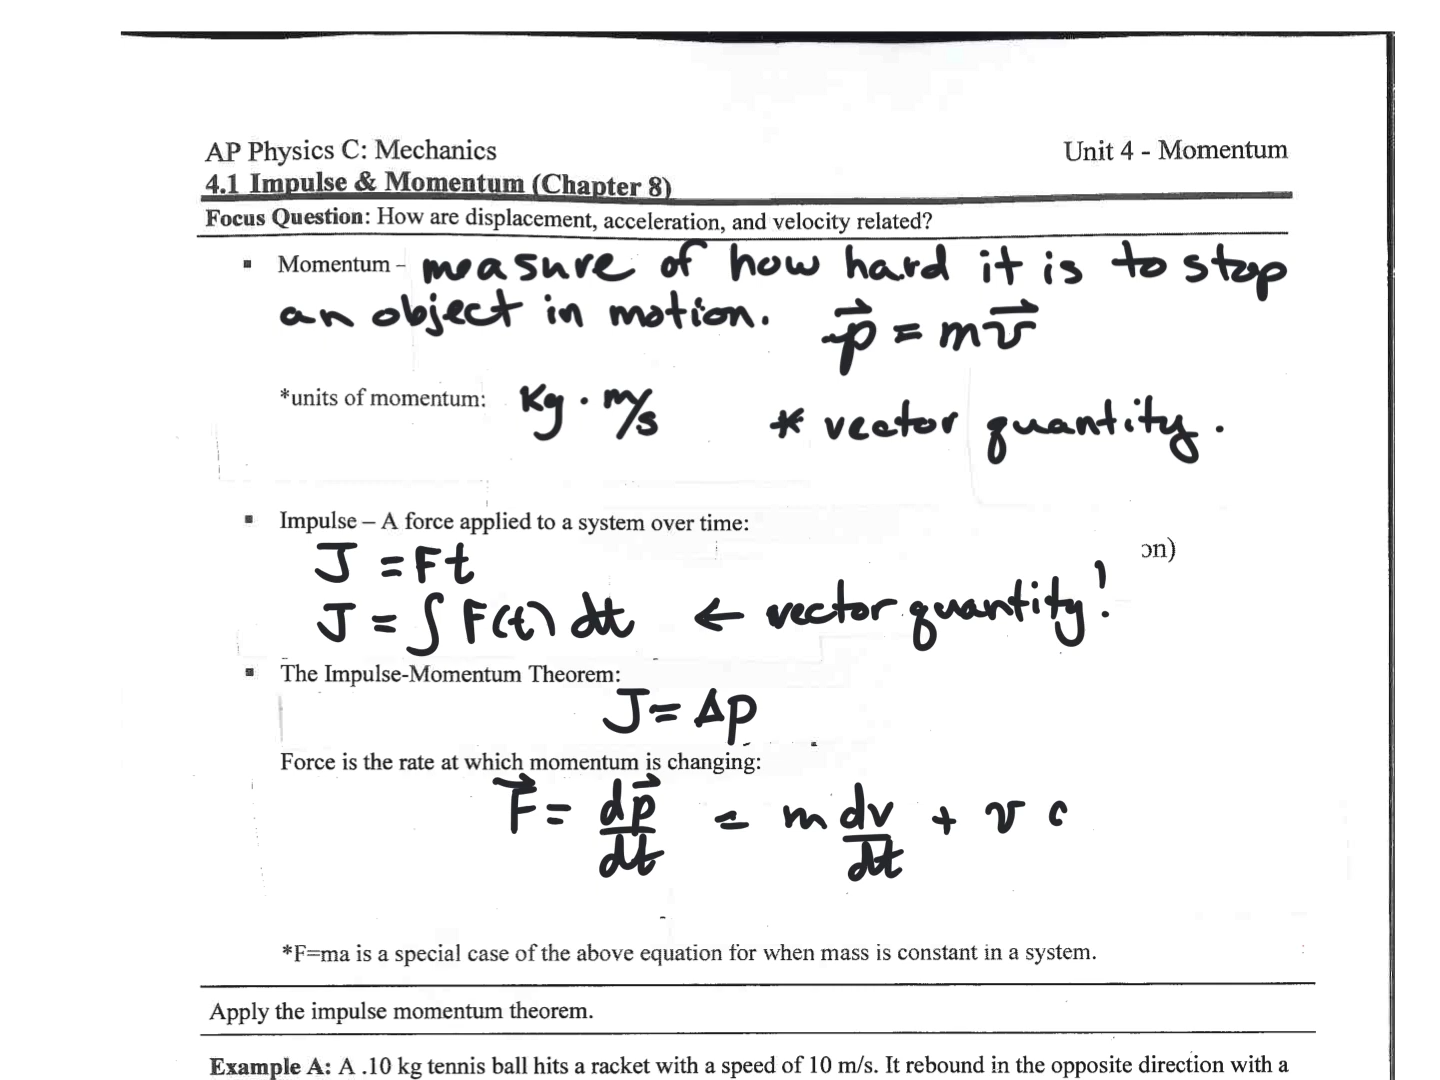 AP Physics C: Mechanics Unit 4 - Momentum
4.1 Impulse & Momentum (Chapter 8)
Focus Question: How are displacement, acceleration, and velocity related?
▪ Momentum – measure of how hard it is to stop
an object in motion. p⃗ = mv⃗
*units of momentum: Kg · m/s * vector quantity.
▪ Impulse – A force applied to a system over time:
on)
J = Ft
J = ∫ F(t) dt ← vector quantity!
▪ The Impulse-Momentum Theorem:
J = Δp
Force is the rate at which momentum is changing:
F⃗ = dp⃗/dt = m dv/dt + v c
*F=ma is a special case of the above equation for when mass is constant in a system.
Apply the impulse momentum theorem.
Example A: A .10 kg tennis ball hits a racket with a speed of 10 m/s. It rebound in the opposite direction with a